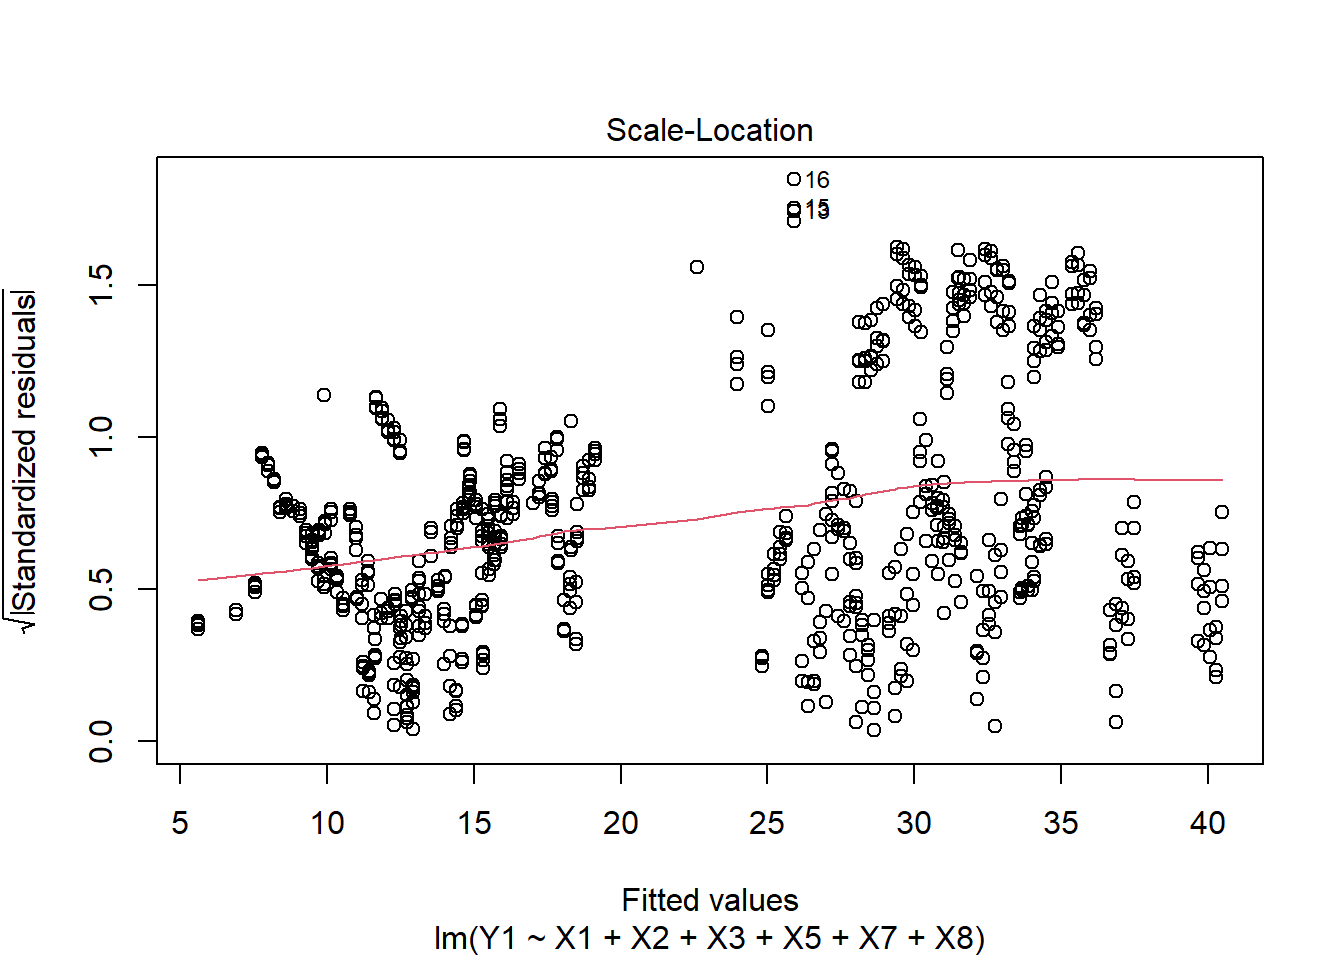 Scale-Location
16
15
13
√|Standardized residuals|
1.5
1.0
0.5
0.0
5 10 15 20 25 30 35 40
Fitted values
lm(Y1 ~ X1 + X2 + X3 + X5 + X7 + X8)